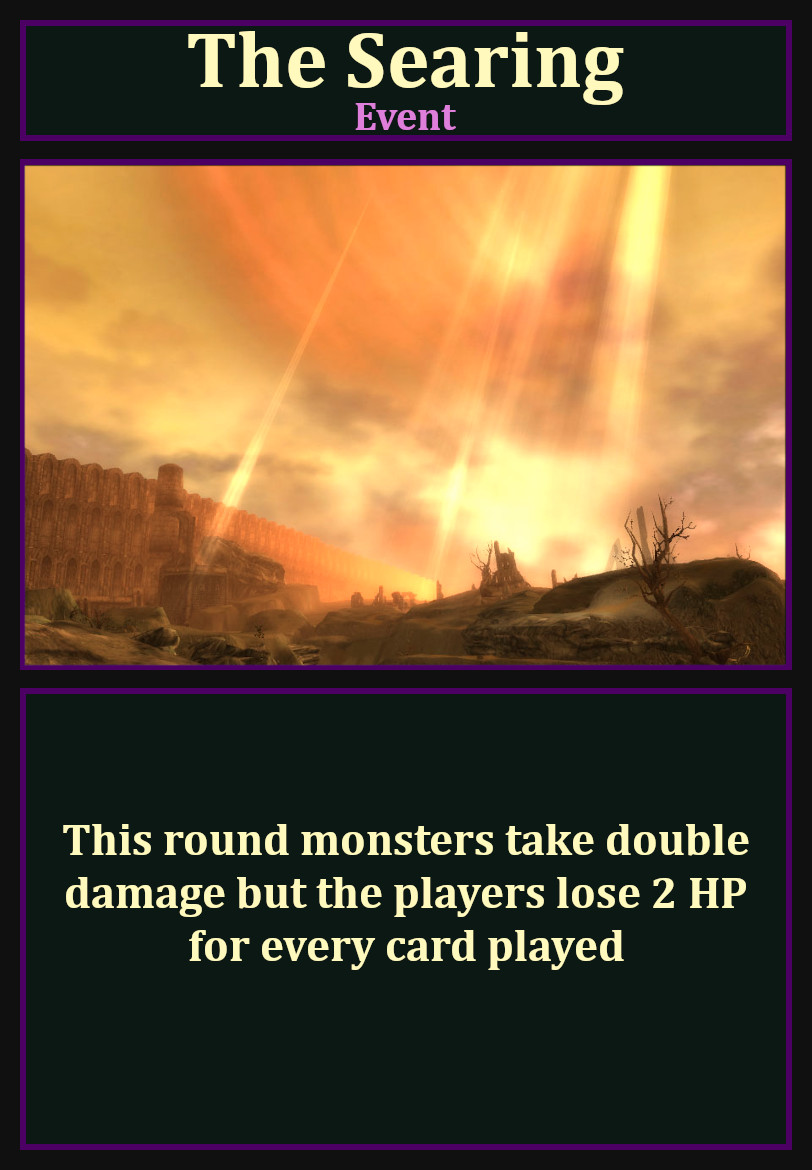 The Searing
Event
This round monsters take double
damage but the players lose 2 HP
for every card played